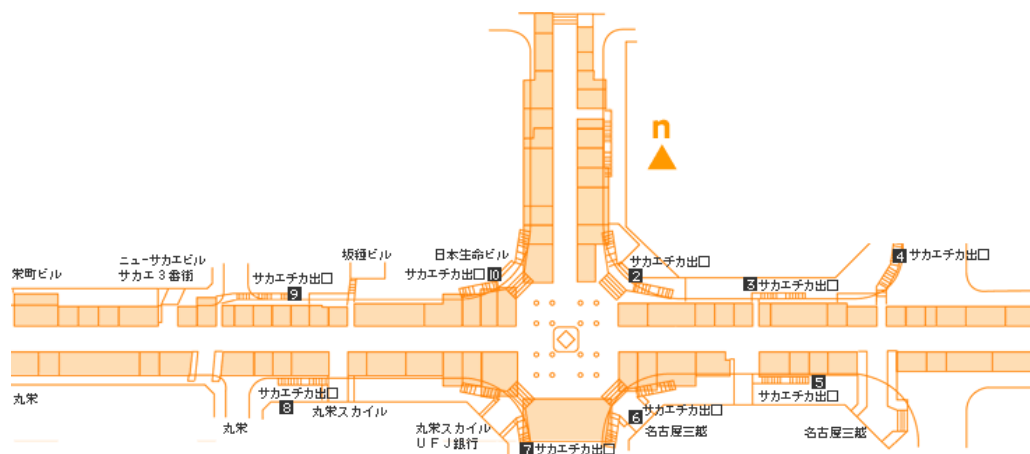 n
ニューサカエビル
サカエ3番街
坂種ビル
日本生命ビル
サカエチカ出口
4 サカエチカ出口
栄町ビル
サカエチカ出口
サカエチカ出口 10
2
3 サカエチカ出口
9
丸栄
サカエチカ出口
8
丸栄スカイル
丸栄
丸栄スカイル
UFJ銀行
5
サカエチカ出口
6 サカエチカ出口
名古屋三越
名古屋三越
7 サカエチカ出口